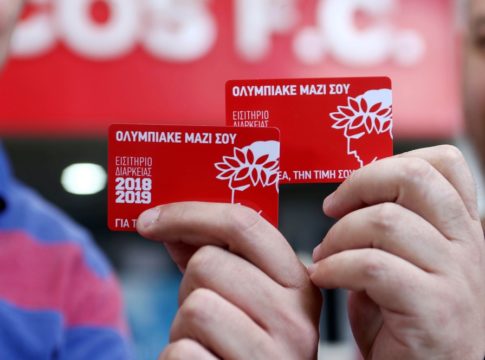 COS F.C.
ΟΛΥΜΠΙΑΚΕ ΜΑΖΙ ΣΟΥ
ΕΙΣΙΤΗΡΙΟ
ΔΙΑΡΚΕΙΑΣ
ΕΑ, ΤΗΝ ΤΙΜΗ ΣΟΥ
ΟΛΥΜΠΙΑΚΕ ΜΑΖΙ ΣΟΥ
ΕΙΣΙΤΗΡΙΟ
ΔΙΑΡΚΕΙΑΣ
2018
2019
ΓΙΑ Τ